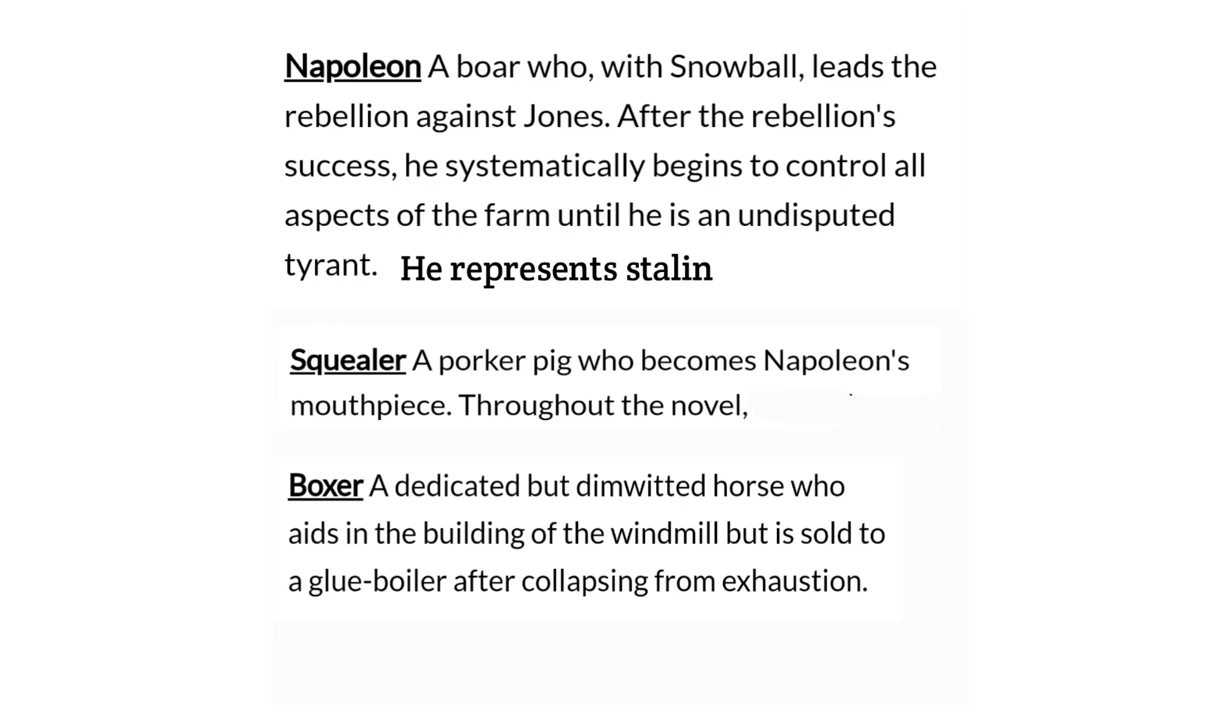 Napoleon A boar who, with Snowball, leads the
rebellion against Jones. After the rebellion's
success, he systematically begins to control all
aspects of the farm until he is an undisputed
tyrant. He represents stalin
Squealer A porker pig who becomes Napoleon's
mouthpiece. Throughout the novel,
Boxer A dedicated but dimwitted horse who
aids in the building of the windmill but is sold to
a glue-boiler after collapsing from exhaustion.